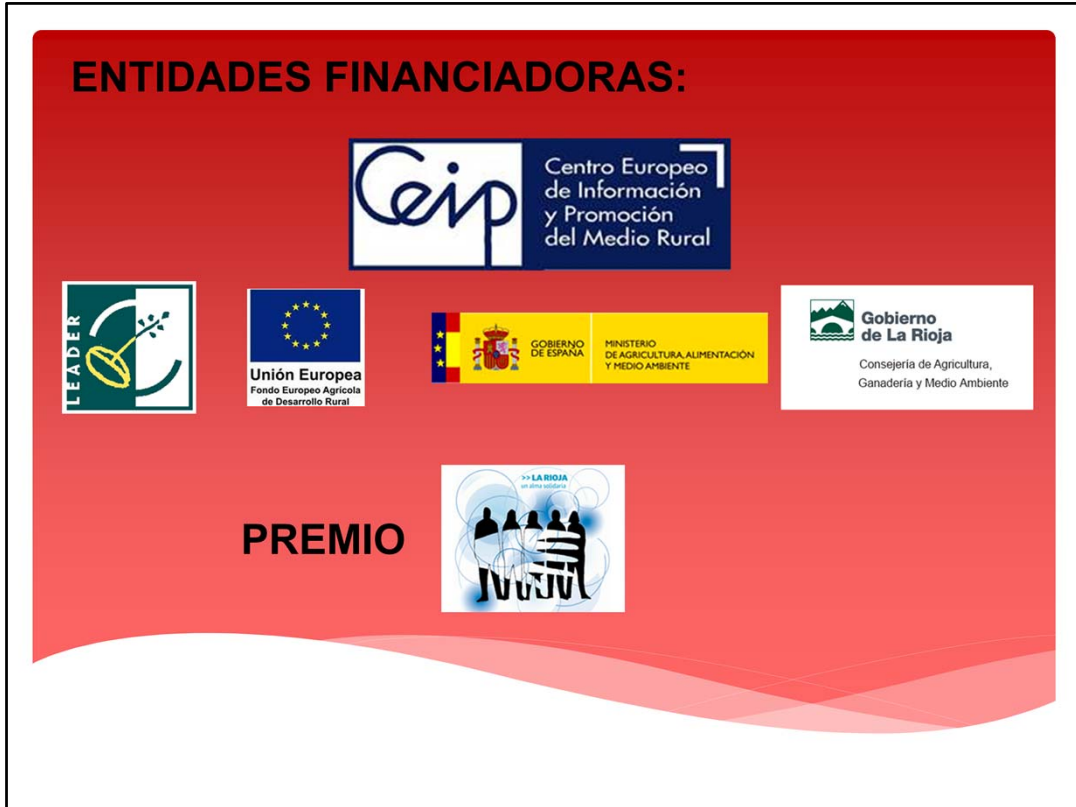 ENTIDADES FINANCIADORAS:
Ceip
Centro Europeo
de Información
y Promoción
del Medio Rural
LEADER
Unión Europea
Fondo Europeo Agrícola
de Desarrollo Rural
GOBIERNO
DE ESPAÑA
MINISTERIO
DE AGRICULTURA, ALIMENTACIÓN
Y MEDIO AMBIENTE
Gobierno
de La Rioja
Consejería de Agricultura,
Ganadería y Medio Ambiente
PREMIO
>> LA RIOJA
un alma solidaria